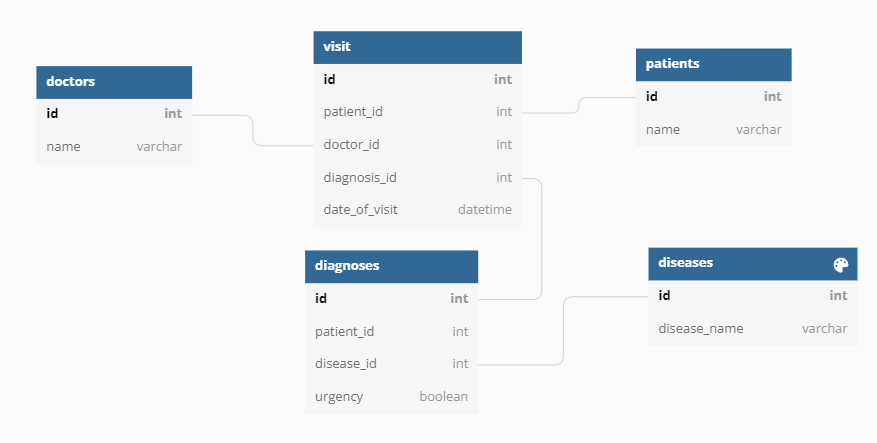 doctors
id int
name varchar
visit
id int
patient_id int
doctor_id int
diagnosis_id int
date_of_visit datetime
patients
id int
name varchar
diagnoses
id int
patient_id int
disease_id int
urgency boolean
diseases
id int
disease_name varchar